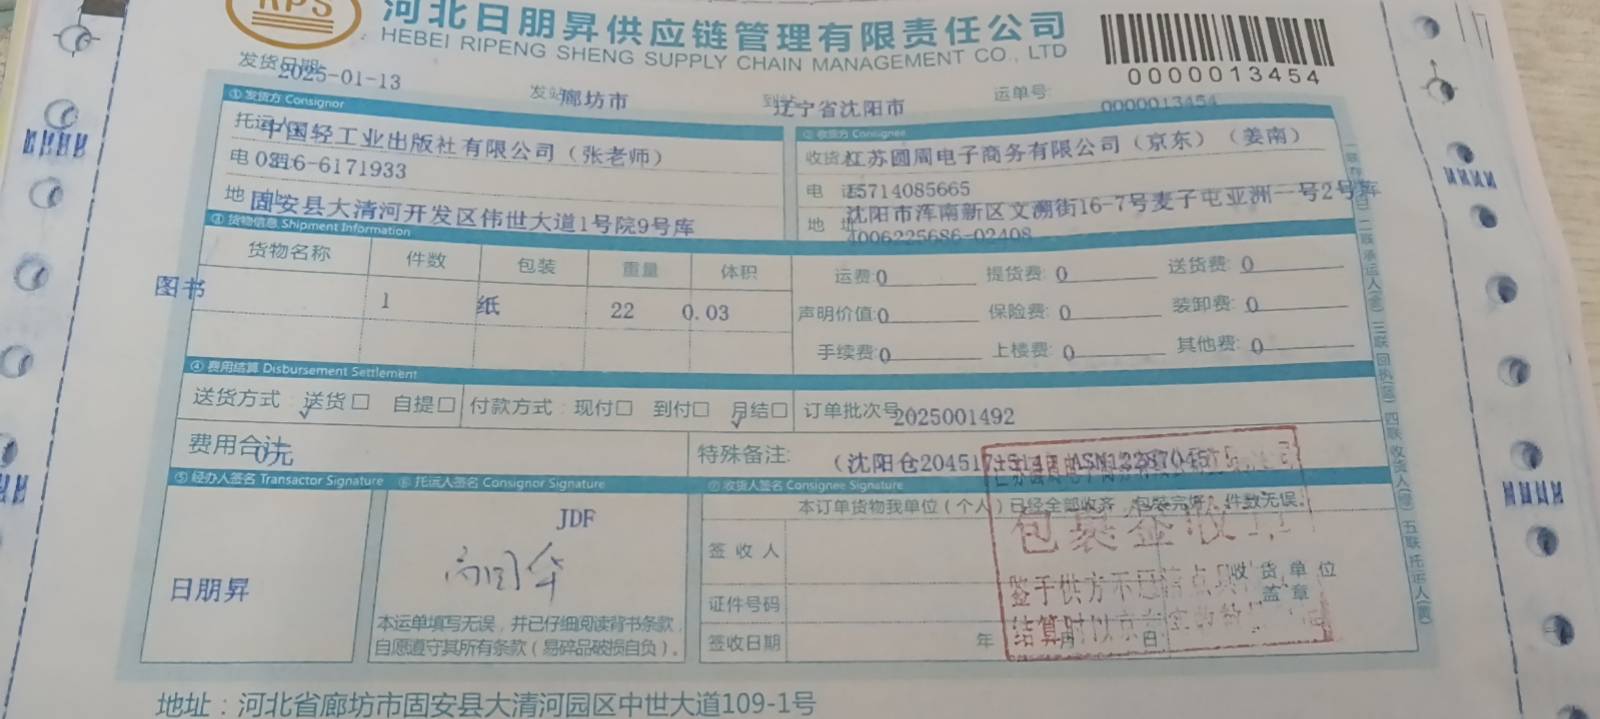 RPS
河北日朋昇供应链管理有限责任公司
HEBEI RIPENG SHENG SUPPLY CHAIN MANAGEMENT CO., LTD
0000013454
发货日期 2025-01-13 发站 廊坊市 到站 辽宁省沈阳市 运单号: 0000013454
①发货方 Consignor ②收货方 Consignee
托运人 中国轻工业出版社有限公司（张老师） 收货 江苏圆周电子商务有限公司（京东）（姜南）
电 0316-6171933 电 话 15714085665
地 址 固安县大清河开发区伟世大道1号院9号库 地 址 沈阳市浑南新区文溯街16-7号麦子屯亚洲一号2号库
4006225686-02408
③货物信息 Shipment Information
货物名称 件数 包装 重量 体积 运费:0 提货费:0 送货费:0
图书 1 纸 22 0.03 声明价值:0 保险费:0 装卸费:0
手续费:0 上楼费:0 其他费:0
④费用结算 Disbursement Settlement
送货方式: 送货□ 自提□ 付款方式: 现付□ 到付□ 月结□ 订单批次号 2025001492
费用合计 0元 特殊备注: （沈阳仓
⑤经办人签名 Transactor Signature ⑥托运人签名 Consignor Signature ⑦收货人签名 Consignee Signature
本订单货物我单位（个人）已经全部收齐，包装完好，件数无误。
JDF
包裹签收
签收人
日朋昇
收货单位
盖章
证件号码
签收日期 年 月 日
本运单填写无误，并已仔细阅读背书条款，
自愿遵守其所有条款（易碎品破损自负）。
地址：河北省廊坊市固安县大清河园区中世大道109-1号